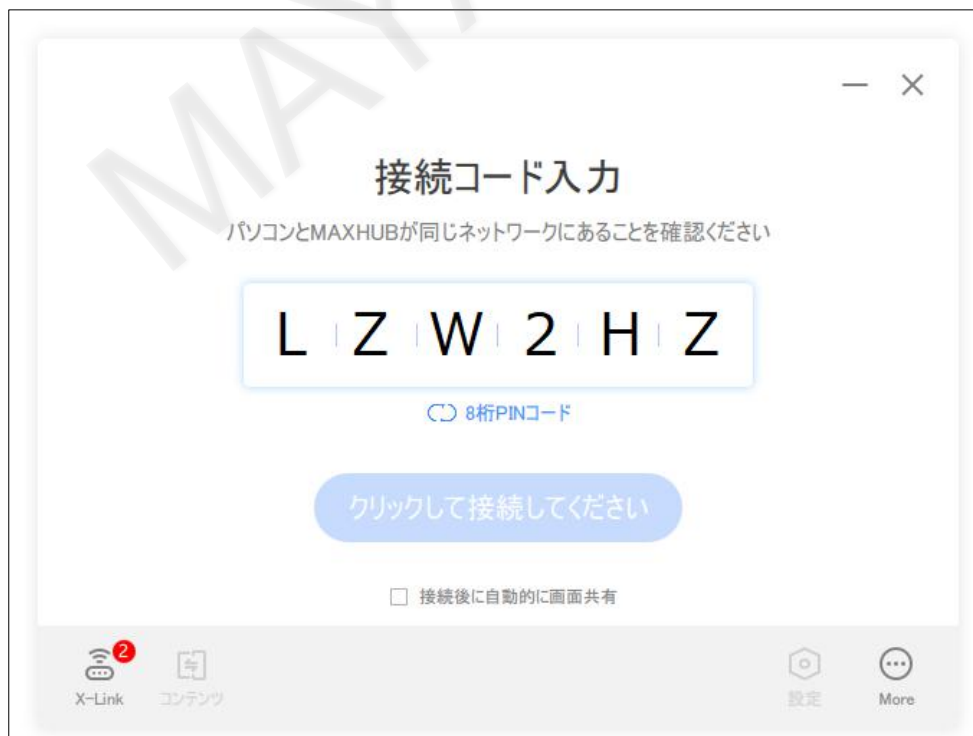 接続コード入力
パソコンとMAXHUBが同じネットワークにあることを確認ください
L Z W 2 H Z
8桁PINコード
クリックして接続してください
接続後に自動的に画面共有
2
X-Link コンテンツ 設定 More